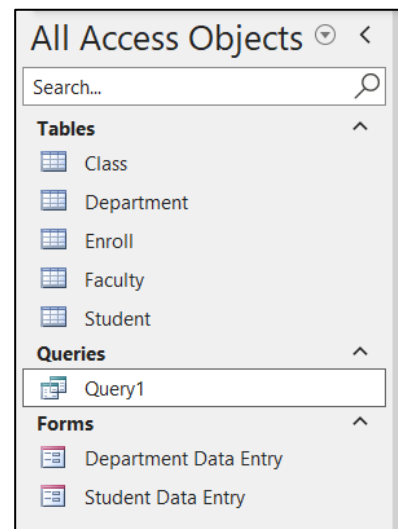 All Access Objects
Search...
Tables
Class
Department
Enroll
Faculty
Student
Queries
Query1
Forms
Department Data Entry
Student Data Entry